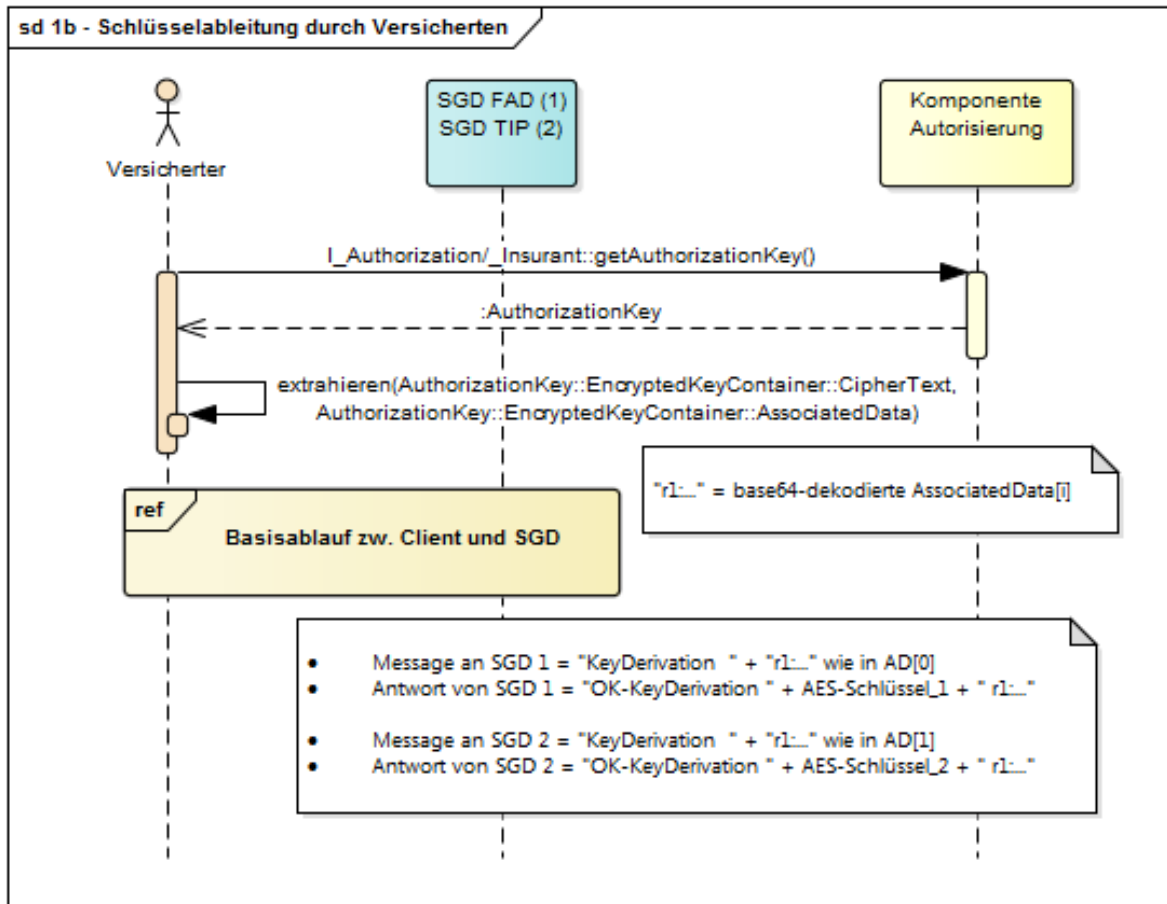 sd 1b - Schlüsselableitung durch Versicherten
SGD FAD (1)
SGD TIP (2)
Komponente
Autorisierung
Versicherter
I_Authorization/_Insurant::getAuthorizationKey()
:AuthorizationKey
extrahieren(AuthorizationKey::EncryptedKeyContainer::CipherText,
AuthorizationKey::EncryptedKeyContainer::AssociatedData)
"r1:..." = base64-dekodierte AssociatedData[i]
ref
Basisablauf zw. Client und SGD
• Message an SGD 1 = "KeyDerivation " + "r1:..." wie in AD[0]
• Antwort von SGD 1 = "OK-KeyDerivation " + AES-Schlüssel_1 + " r1:..."
• Message an SGD 2 = "KeyDerivation " + "r1:..." wie in AD[1]
• Antwort von SGD 2 = "OK-KeyDerivation " + AES-Schlüssel_2 + " r1:..."